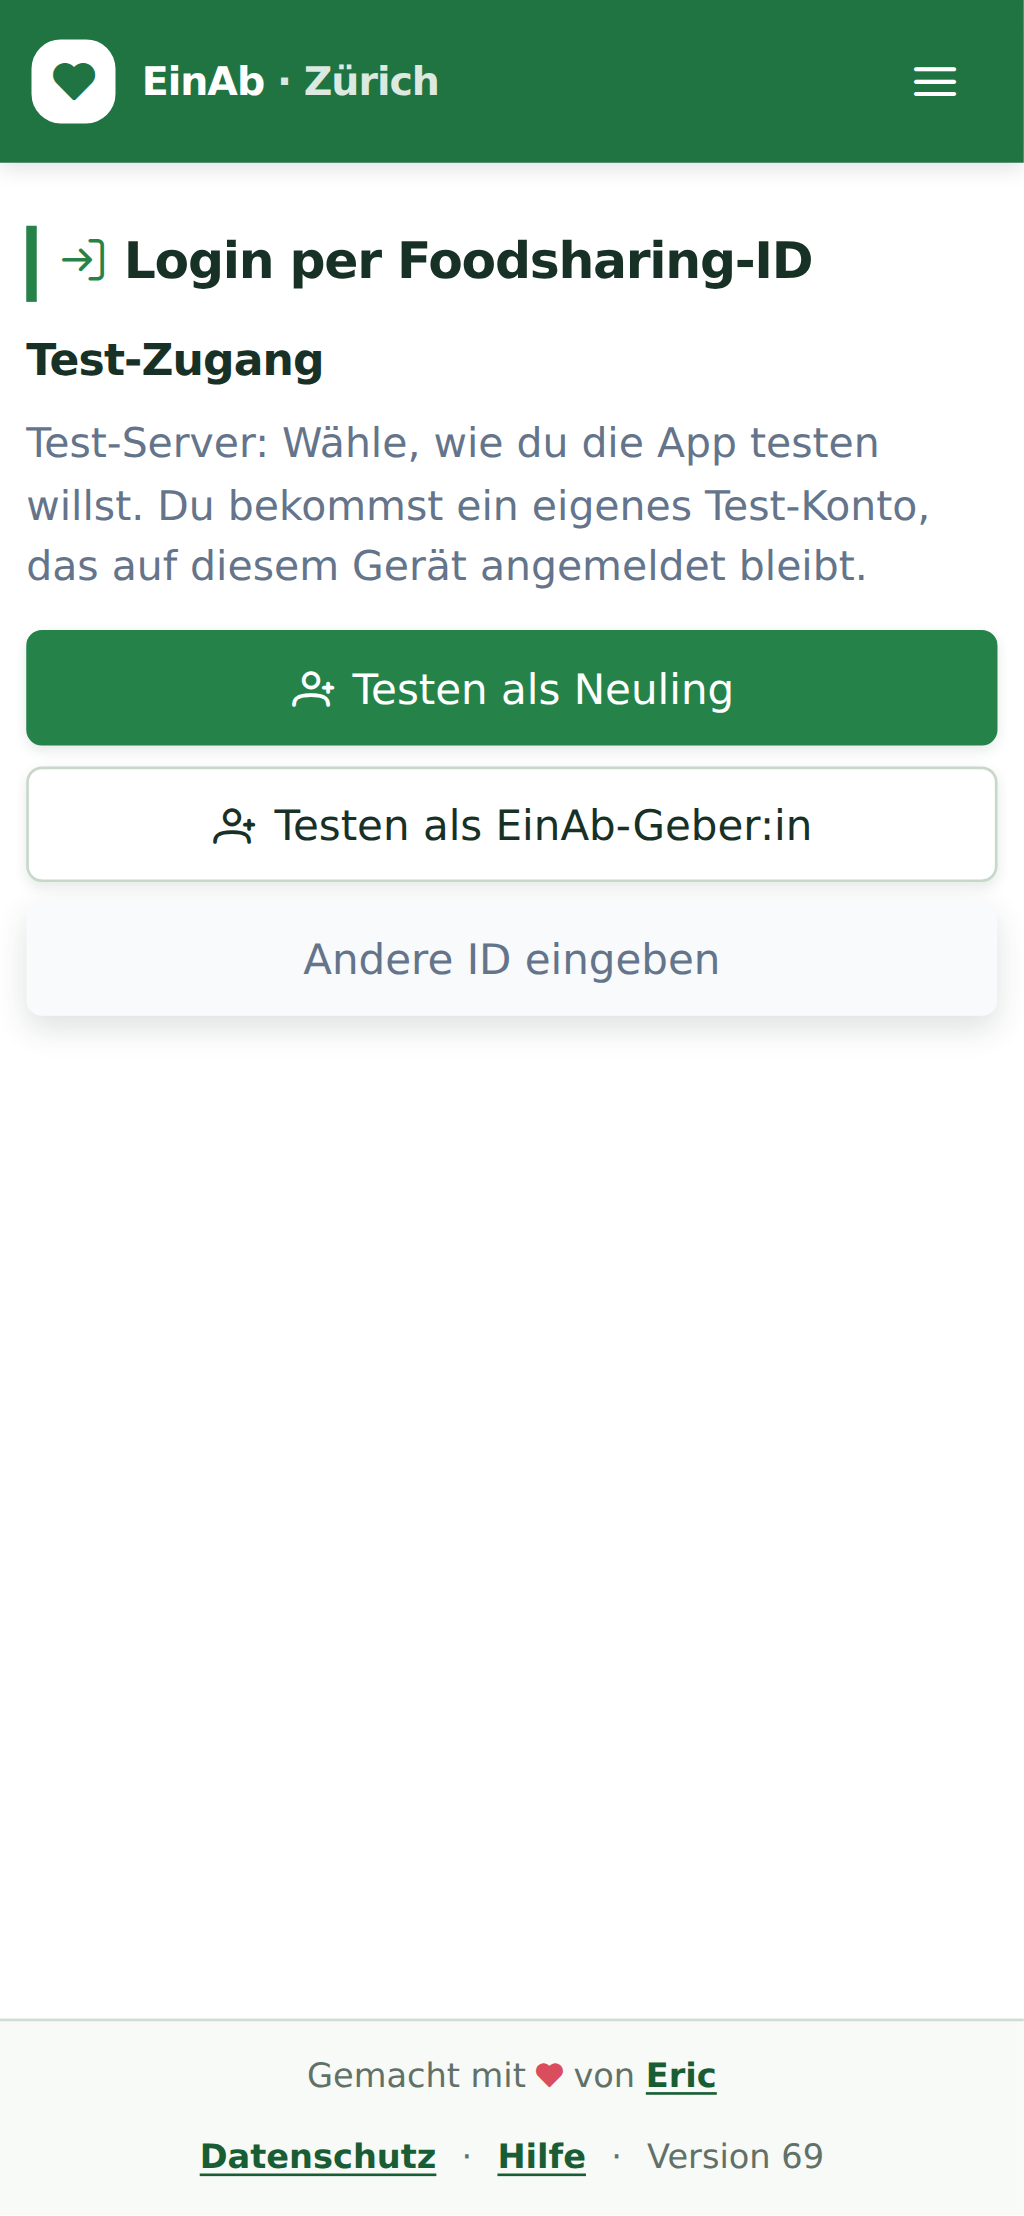 EinAb · Zürich
Login per Foodsharing-ID
Test-Zugang
Test-Server: Wähle, wie du die App testen
willst. Du bekommst ein eigenes Test-Konto,
das auf diesem Gerät angemeldet bleibt.
Testen als Neuling
Testen als EinAb-Geber:in
Andere ID eingeben
Gemacht mit ♥ von Eric
Datenschutz · Hilfe · Version 69